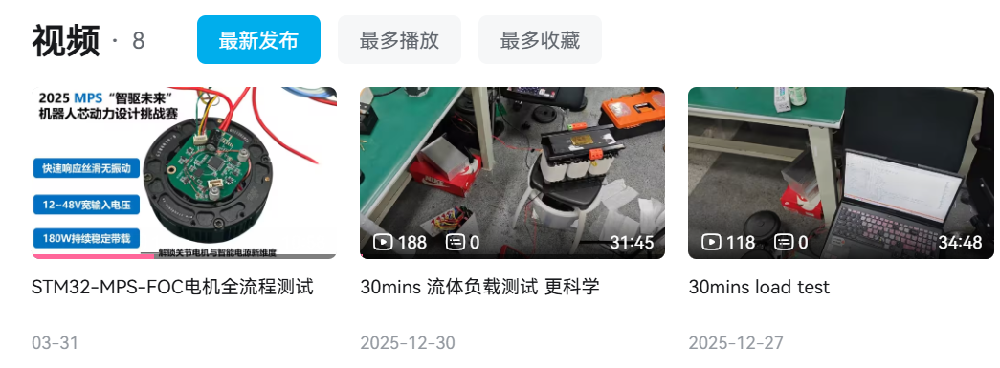 视频 · 8
最新发布
最多播放
最多收藏
2025 MPS “智驱未来”
机器人芯动力设计挑战赛
快速响应丝滑无振动
12~48V宽输入电压
180W持续稳定带载
解锁关节电机与智能电源新维度
188
0
31:45
118
0
34:48
STM32-MPS-FOC电机全流程测试
30mins 流体负载测试 更科学
30mins load test
03-31
2025-12-30
2025-12-27